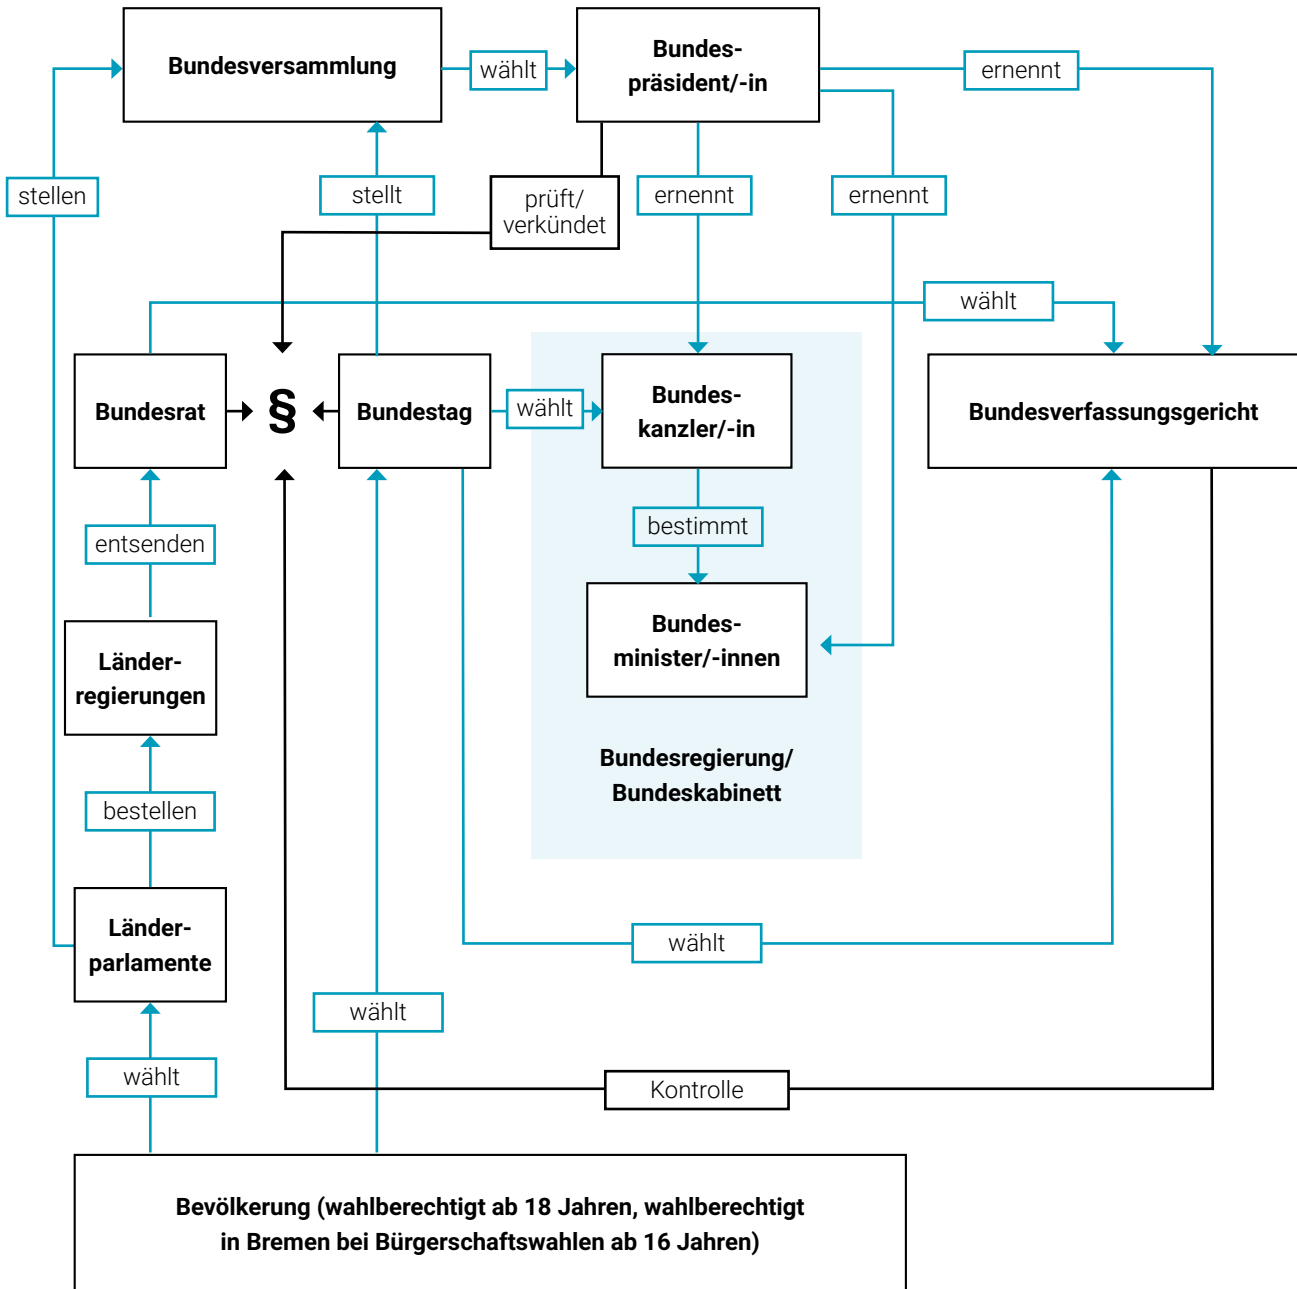 Bundesversammlung
wählt
Bundes-
präsident/-in
ernennt
stellen
stellt
prüft/
verkündet
ernennt
ernennt
wählt
Bundesrat
§
Bundestag
wählt
Bundes-
kanzler/-in
Bundesverfassungsgericht
entsenden
bestimmt
Länder-
regierungen
Bundes-
minister/-innen
Bundesregierung/
Bundeskabinett
bestellen
Länder-
parlamente
wählt
wählt
wählt
Kontrolle
Bevölkerung (wahlberechtigt ab 18 Jahren, wahlberechtigt
in Bremen bei Bürgerschaftswahlen ab 16 Jahren)